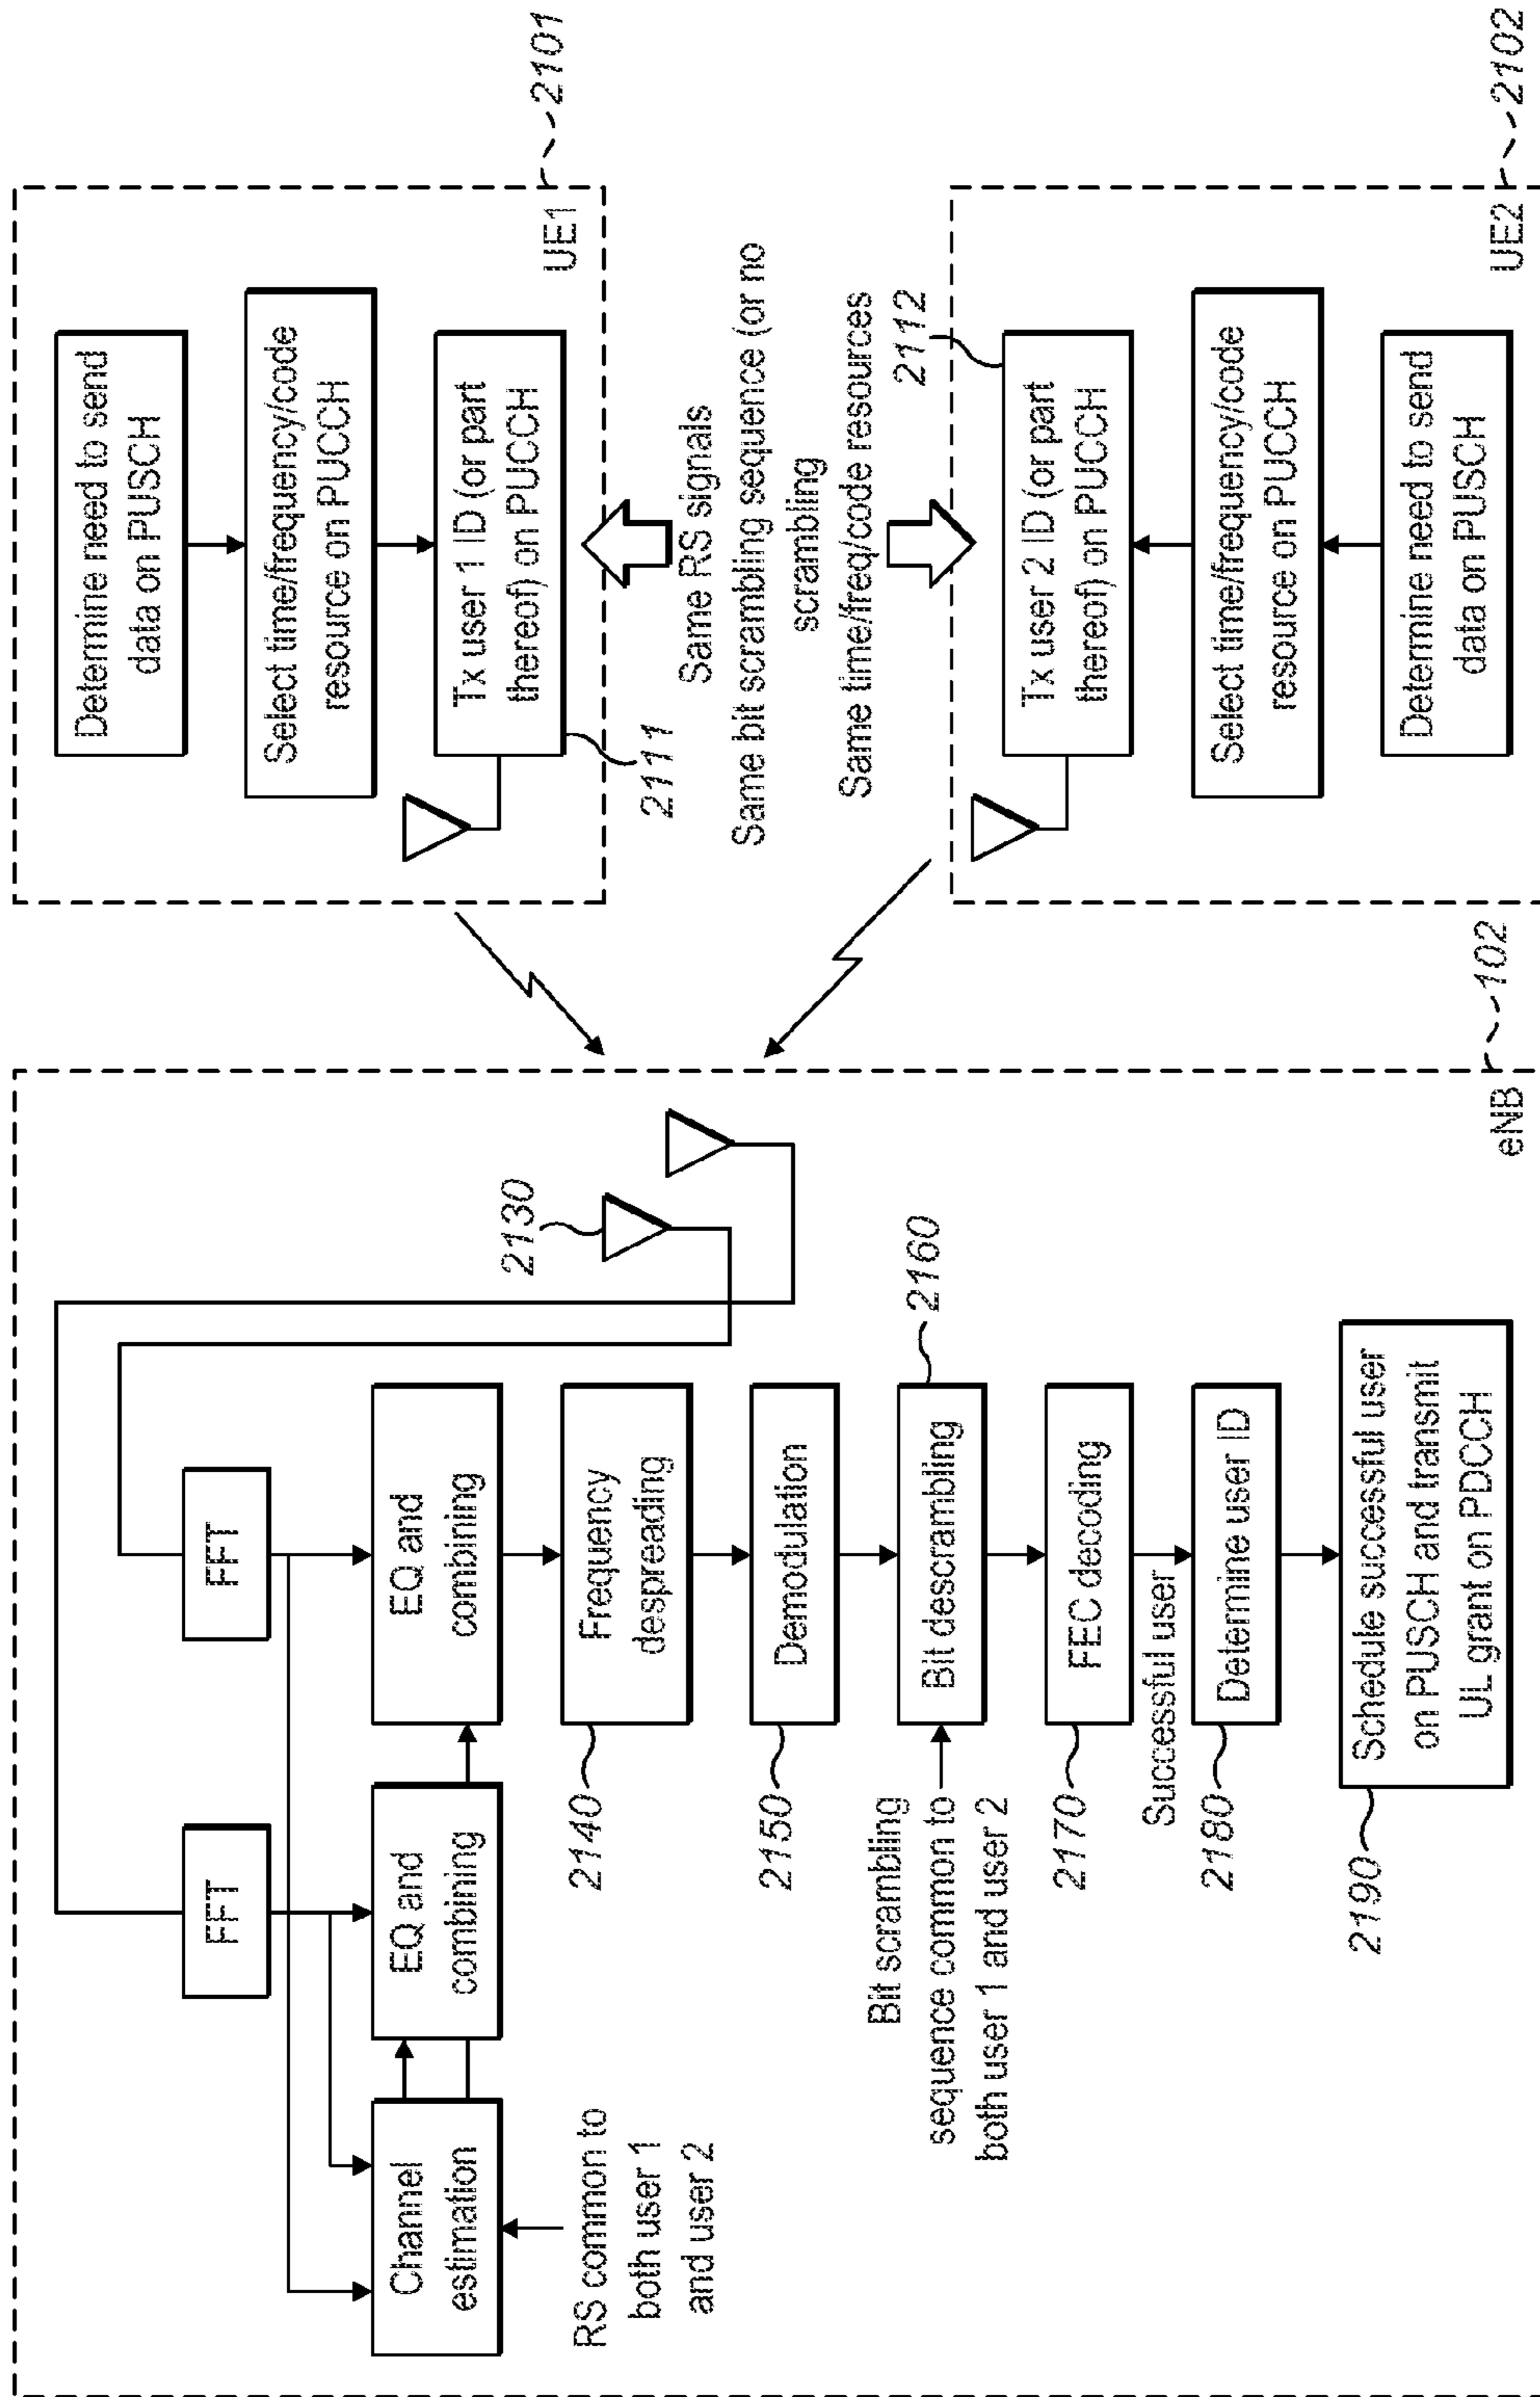 FFT
FFT
2130
Channel
estimation
EQ and
combining
EQ and
combining
RS common to
both user 1
and user 2
Frequency
despreading
2140
Demodulation
2150
Bit scrambling
sequence common to
both user 1 and user 2
Bit descrambling
2160
FEC decoding
2170
Successful user
Determine user ID
2180
Schedule successful user
on PUSCH and transmit
UL grant on PDCCH
2190
eNB
102
Determine need to send
data on PUSCH
Select time/frequency/code
resource on PUCCH
Tx user 1 ID (or part
thereof) on PUCCH
2111
UE1
2101
Same RS signals
Same bit scrambling sequence (or no
scrambling
Same time/freq/code resources
2112
Tx user 2 ID (or part
thereof) on PUCCH
Select time/frequency/code
resource on PUCCH
Determine need to send
data on PUSCH
UE2
2102